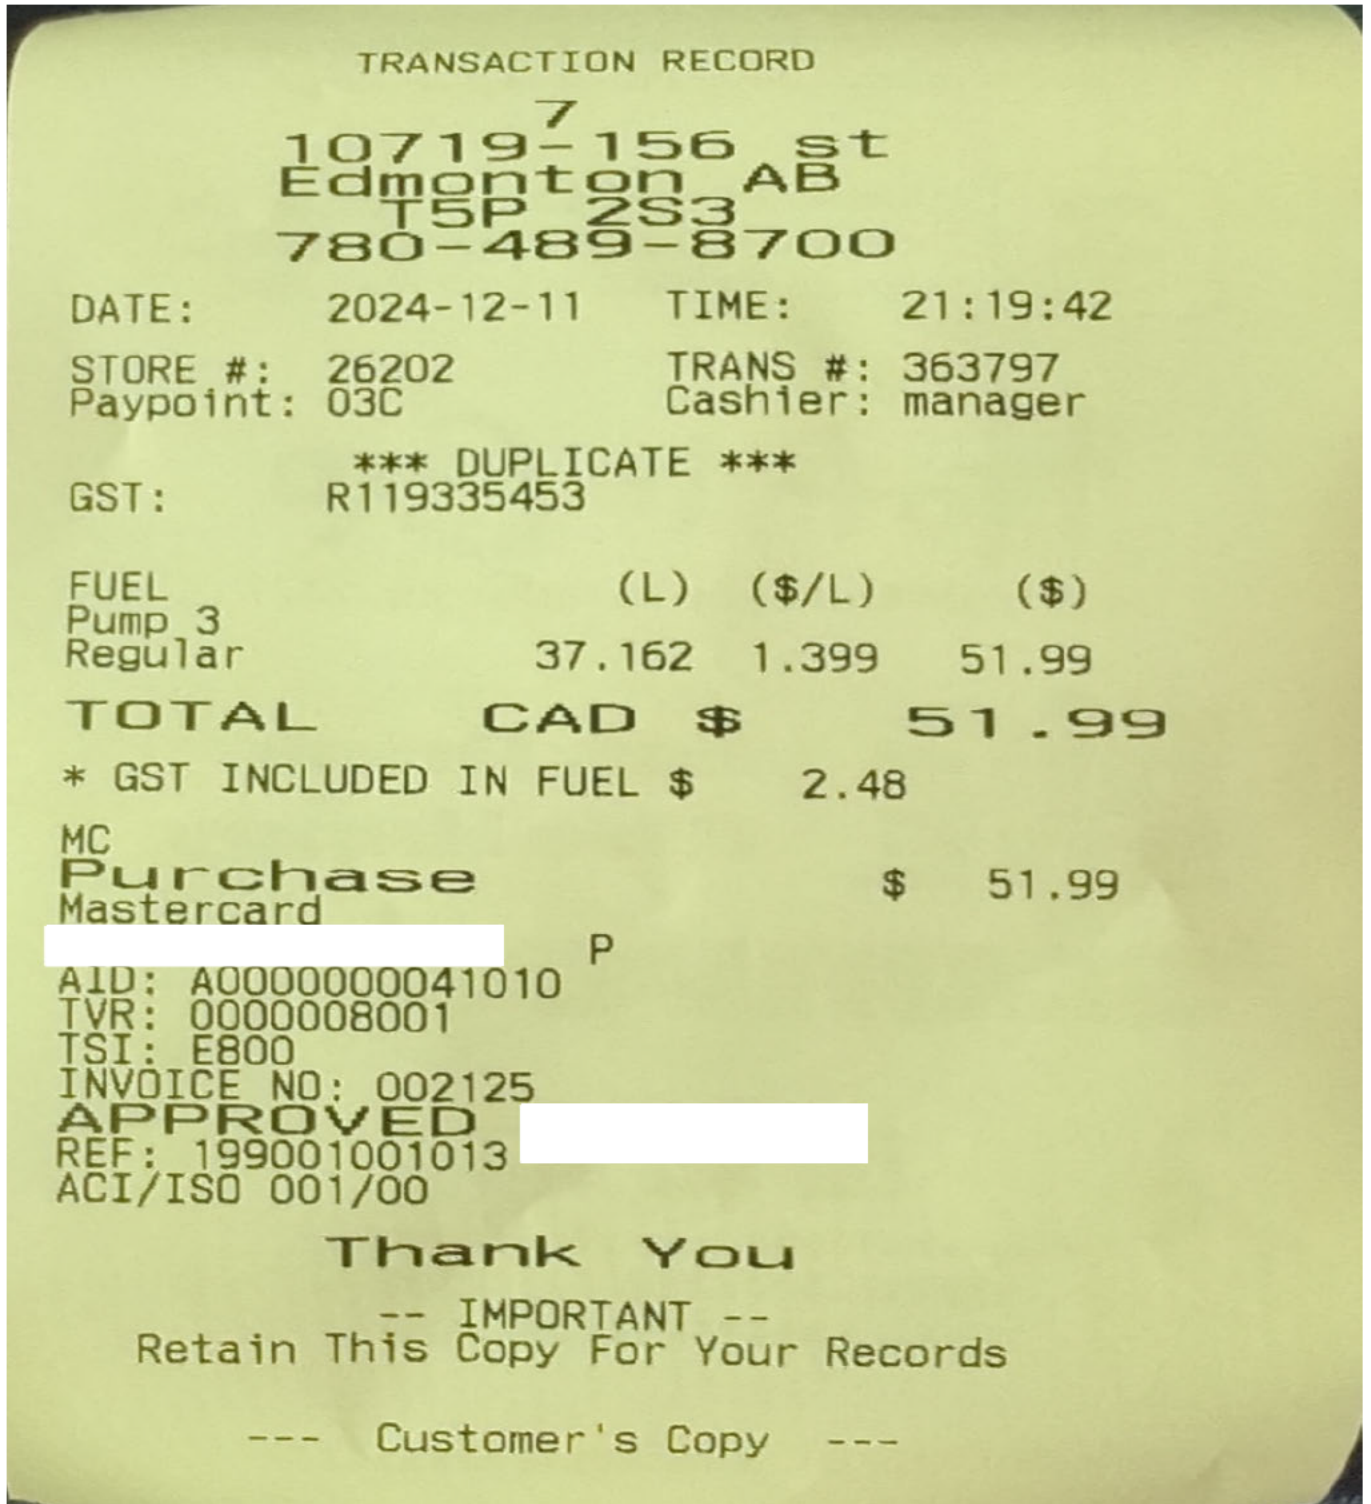 TRANSACTION RECORD
7
10719-156 st
Edmonton AB
T5P 2S3
780-489-8700
DATE: 2024-12-11 TIME: 21:19:42
STORE #: 26202 TRANS #: 363797
Paypoint: 03C Cashier: manager
*** DUPLICATE ***
GST: R119335453
FUEL (L) ($/L) ($)
Pump 3
Regular 37.162 1.399 51.99
TOTAL CAD $ 51.99
* GST INCLUDED IN FUEL $ 2.48
MC
Purchase $ 51.99
Mastercard
P
AID: A0000000041010
TVR: 0000008001
TSI: E800
INVOICE NO: 002125
APPROVED
REF: 199001001013
ACI/ISO 001/00
Thank You
-- IMPORTANT --
Retain This Copy For Your Records
--- Customer's Copy ---